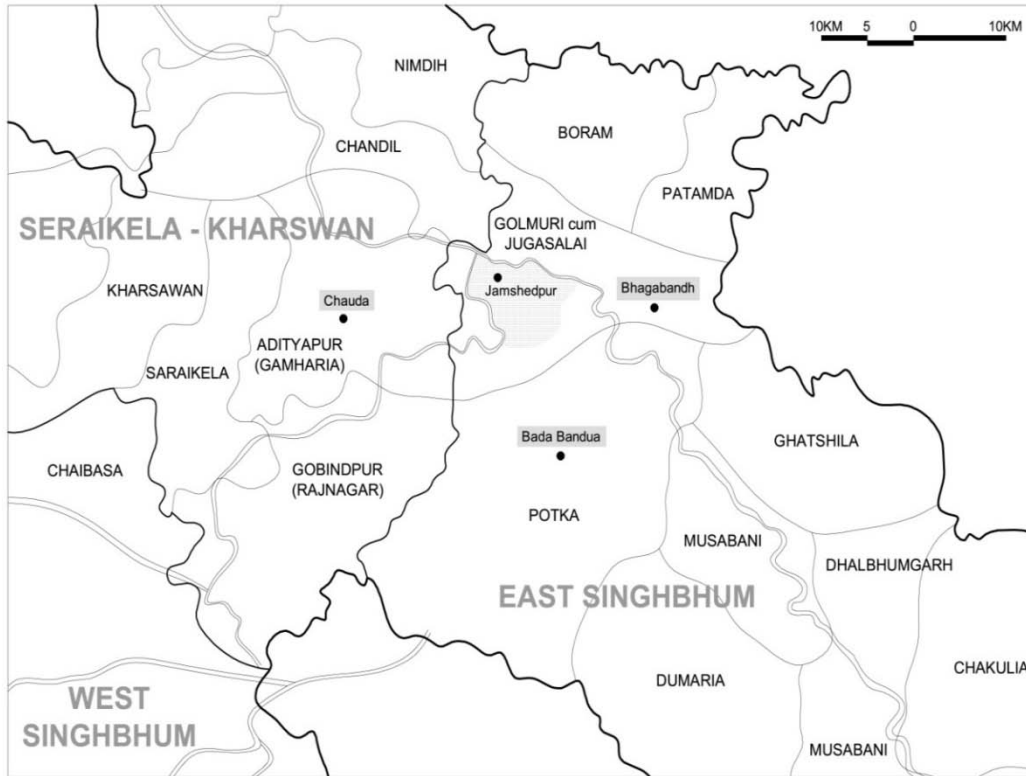 10KM 5 0 10KM
NIMDIH
BORAM
CHANDIL
PATAMDA
SERAIKELA - KHARSWAN
GOLMURI cum
JUGASALAI
KHARSAWAN
Jamshedpur
Bhagabandh
Chauda
ADITYAPUR
(GAMHARIA)
SARAIKELA
Bada Bandua
GHATSHILA
CHAIBASA
GOBINDPUR
(RAJNAGAR)
POTKA
MUSABANI
DHALBHUMGARH
EAST SINGHBHUM
CHAKULIA
DUMARIA
WEST
SINGHBHUM
MUSABANI